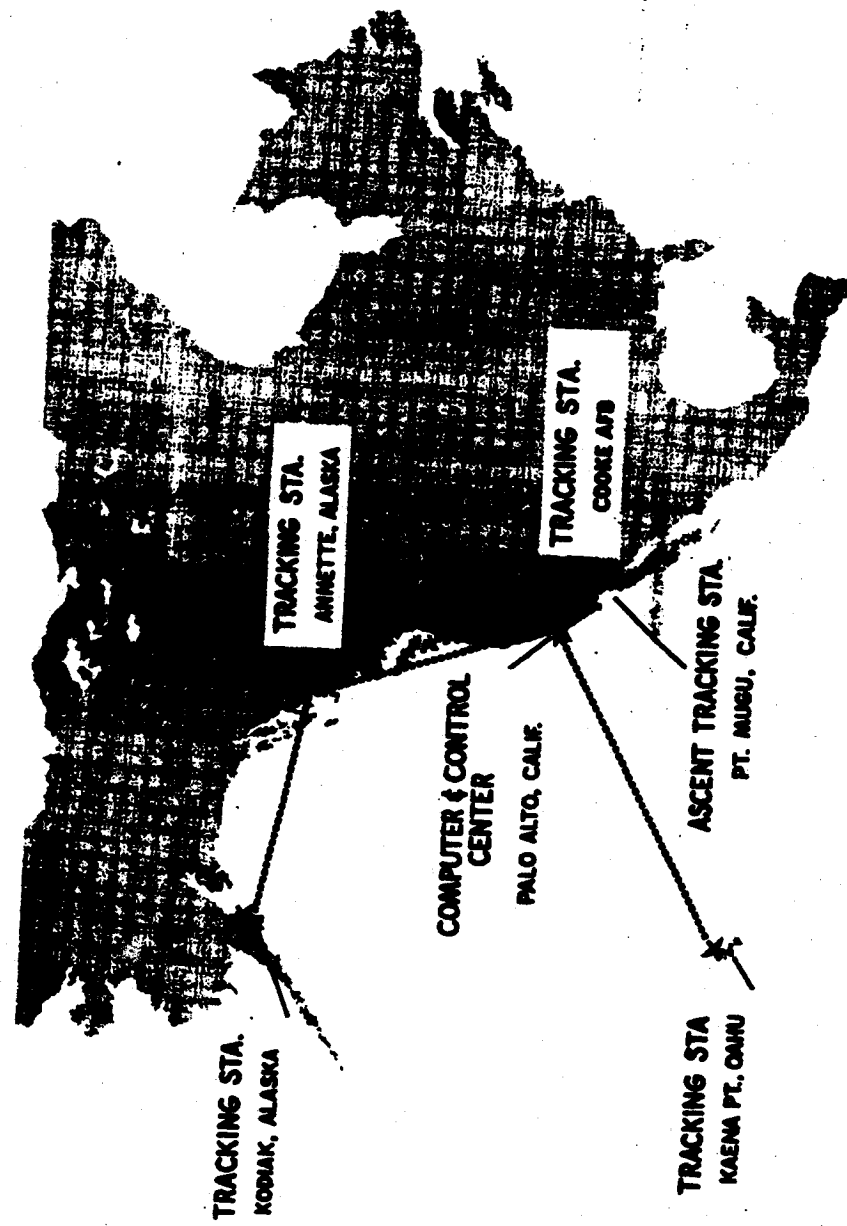 TRACKING STA.
KODIAK, ALASKA
TRACKING STA.
ANNETTE, ALASKA
COMPUTER & CONTROL
CENTER
PALO ALTO, CALIF.
TRACKING STA.
COOKE AFB
ASCENT TRACKING STA.
PT. MUGU, CALIF.
TRACKING STA
KAENA PT., OAHU